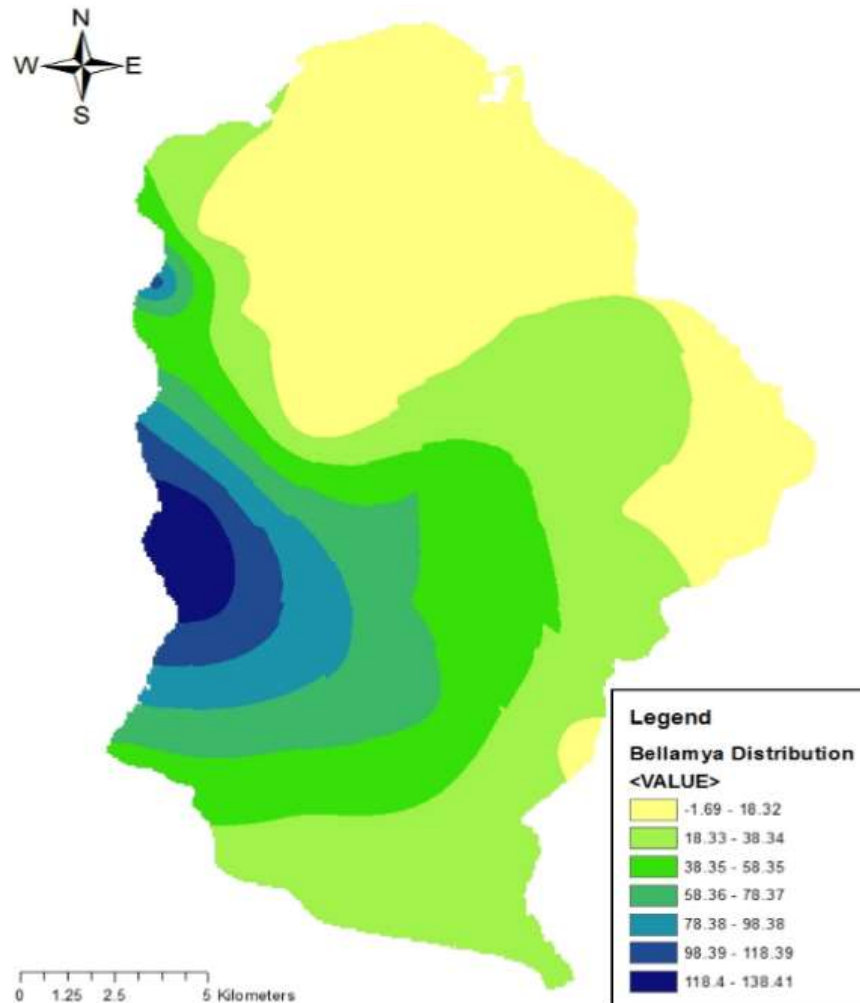 N
W E
S
Legend
Bellamya Distribution
<VALUE>
-1.69 - 18.32
18.33 - 38.34
38.35 - 58.35
58.36 - 78.37
78.38 - 98.38
98.39 - 118.39
118.4 - 138.41
0 1.25 2.5 5 Kilometers